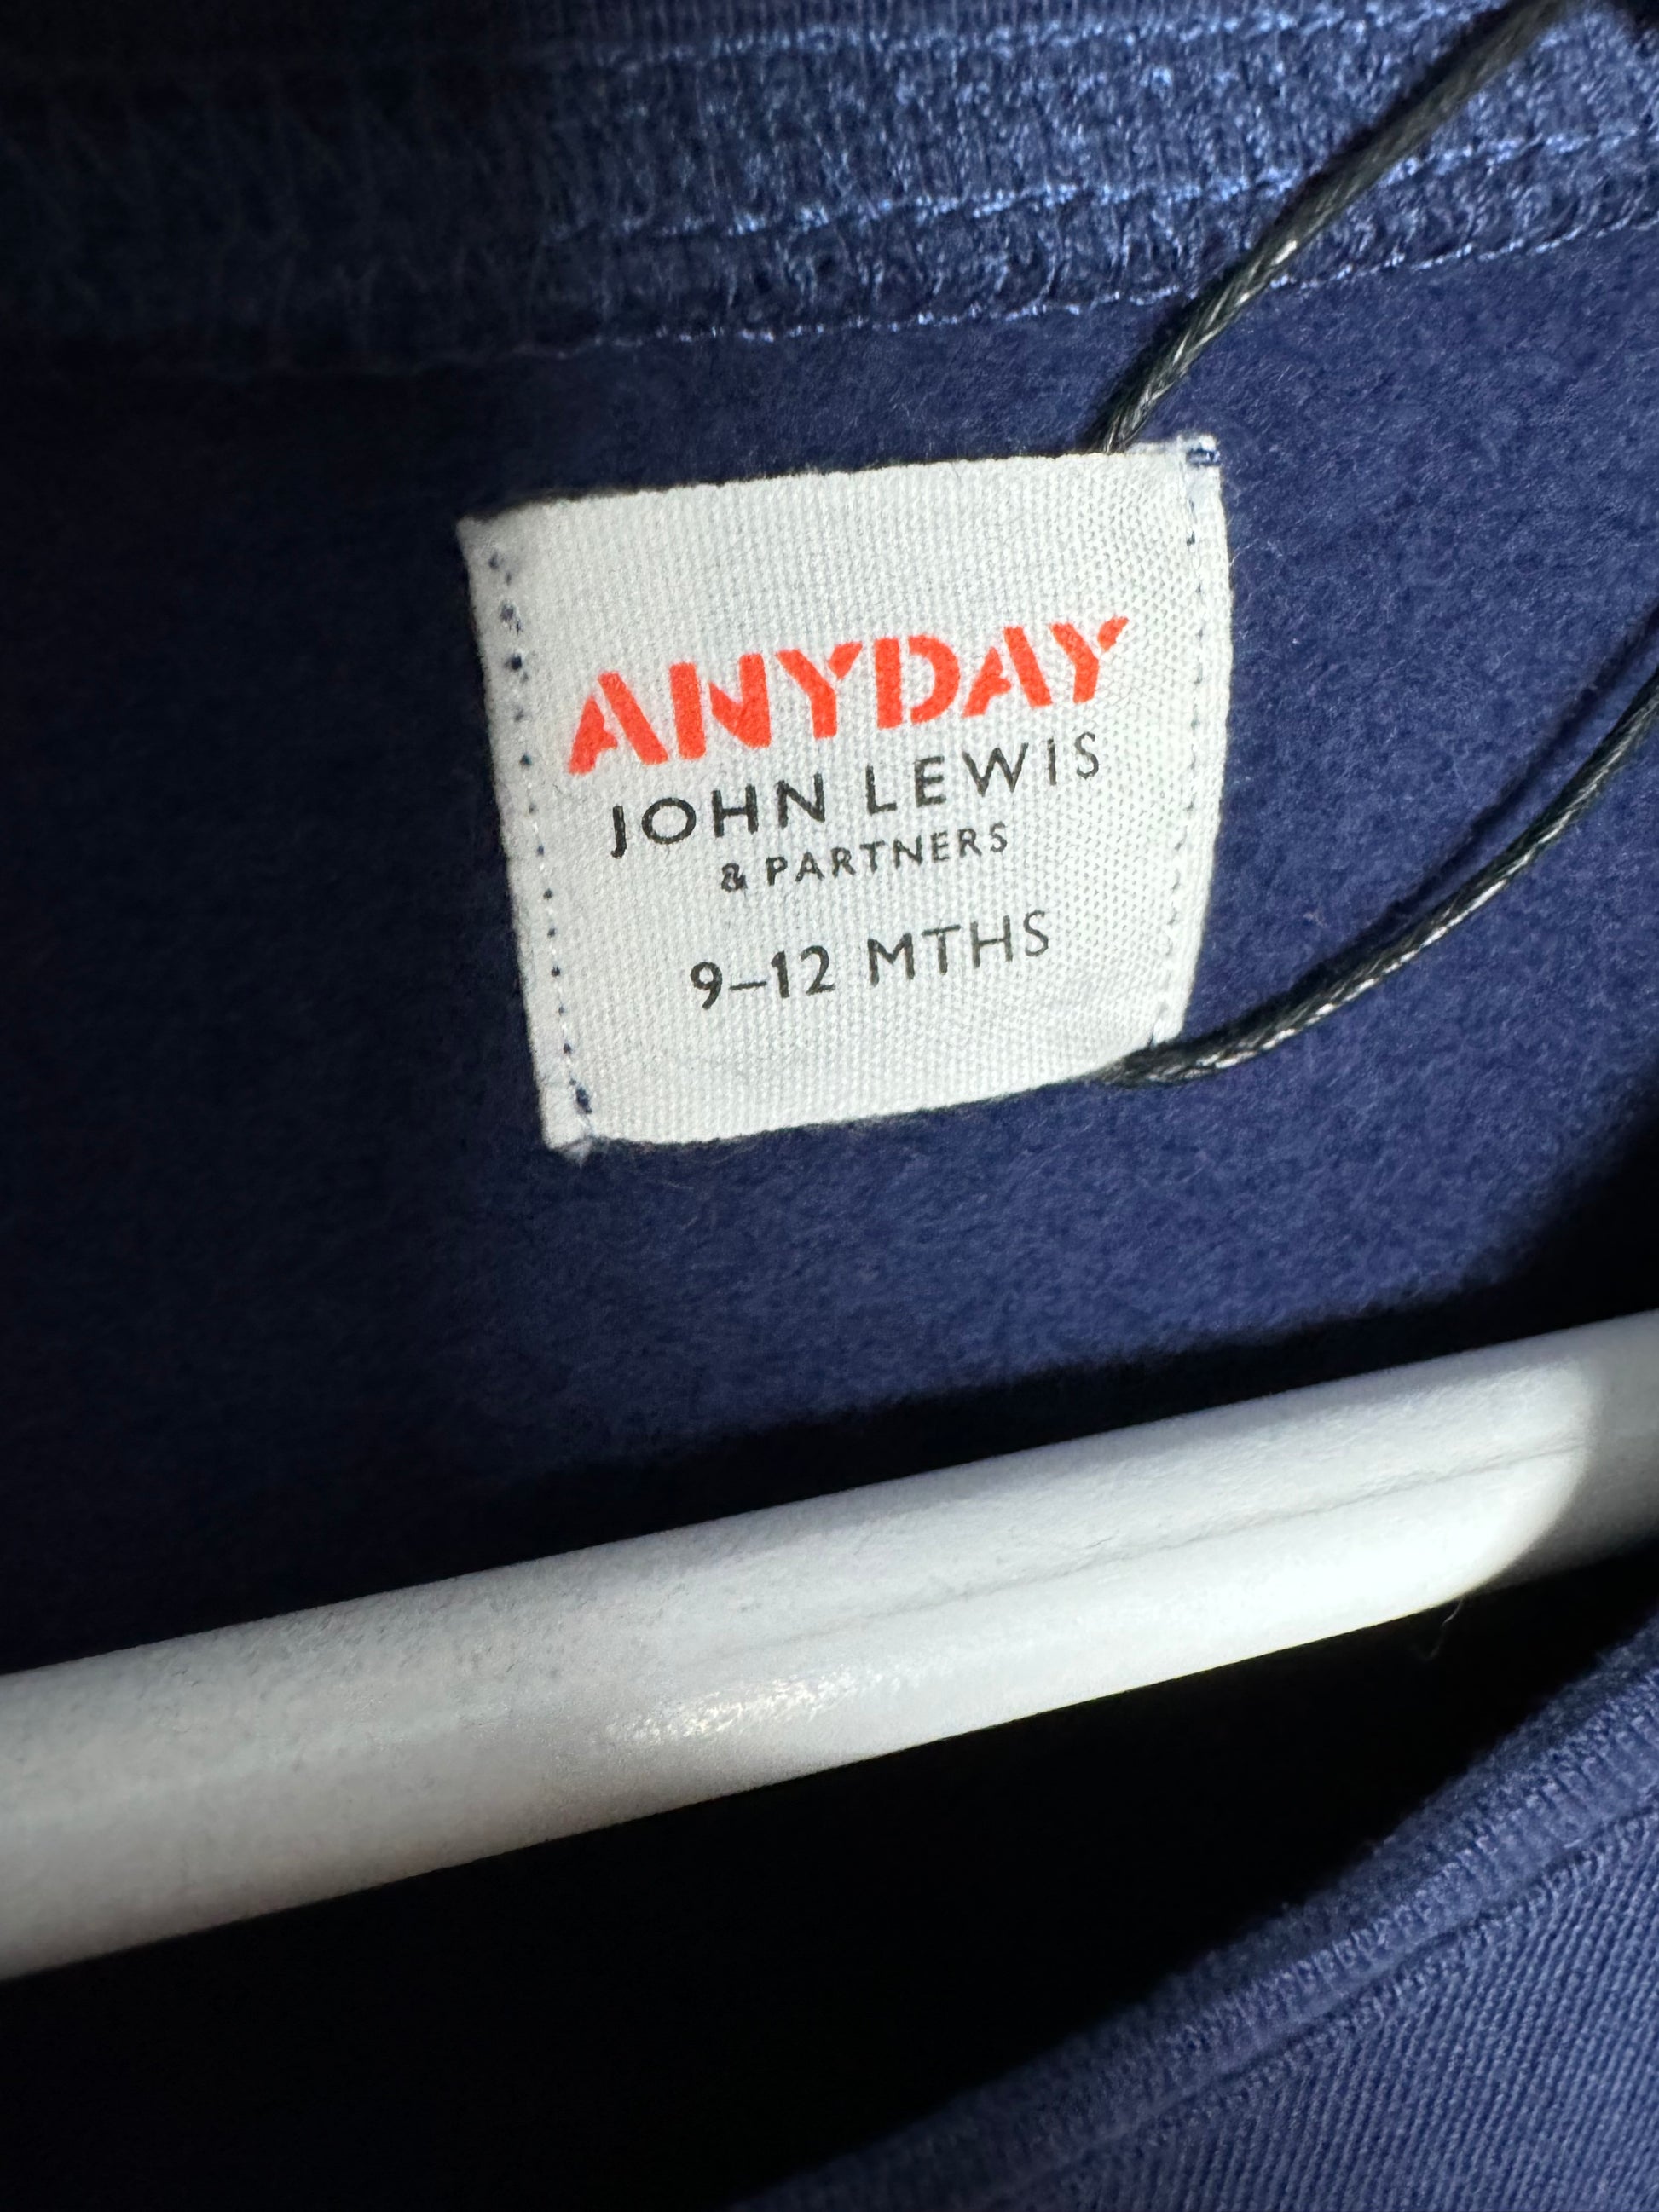 ANYDAY
JOHN LEWIS
& PARTNERS
9–12 MTHS